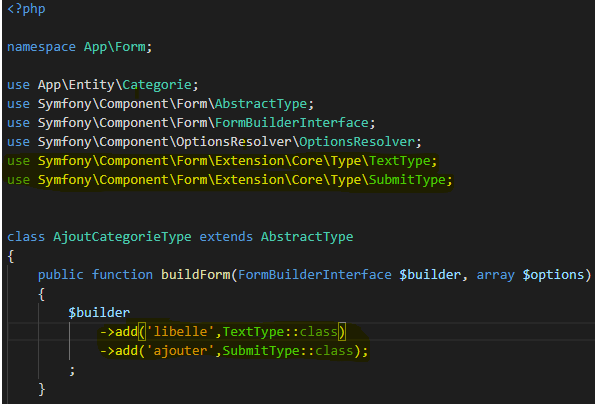 <?php
namespace App\Form;
use App\Entity\Categorie;
use Symfony\Component\Form\AbstractType;
use Symfony\Component\Form\FormBuilderInterface;
use Symfony\Component\OptionsResolver\OptionsResolver;
use Symfony\Component\Form\Extension\Core\Type\TextType;
use Symfony\Component\Form\Extension\Core\Type\SubmitType;
class AjoutCategorieType extends AbstractType
{
public function buildForm(FormBuilderInterface $builder, array $options)
{
$builder
->add('libelle',TextType::class)
->add('ajouter',SubmitType::class);
;
}